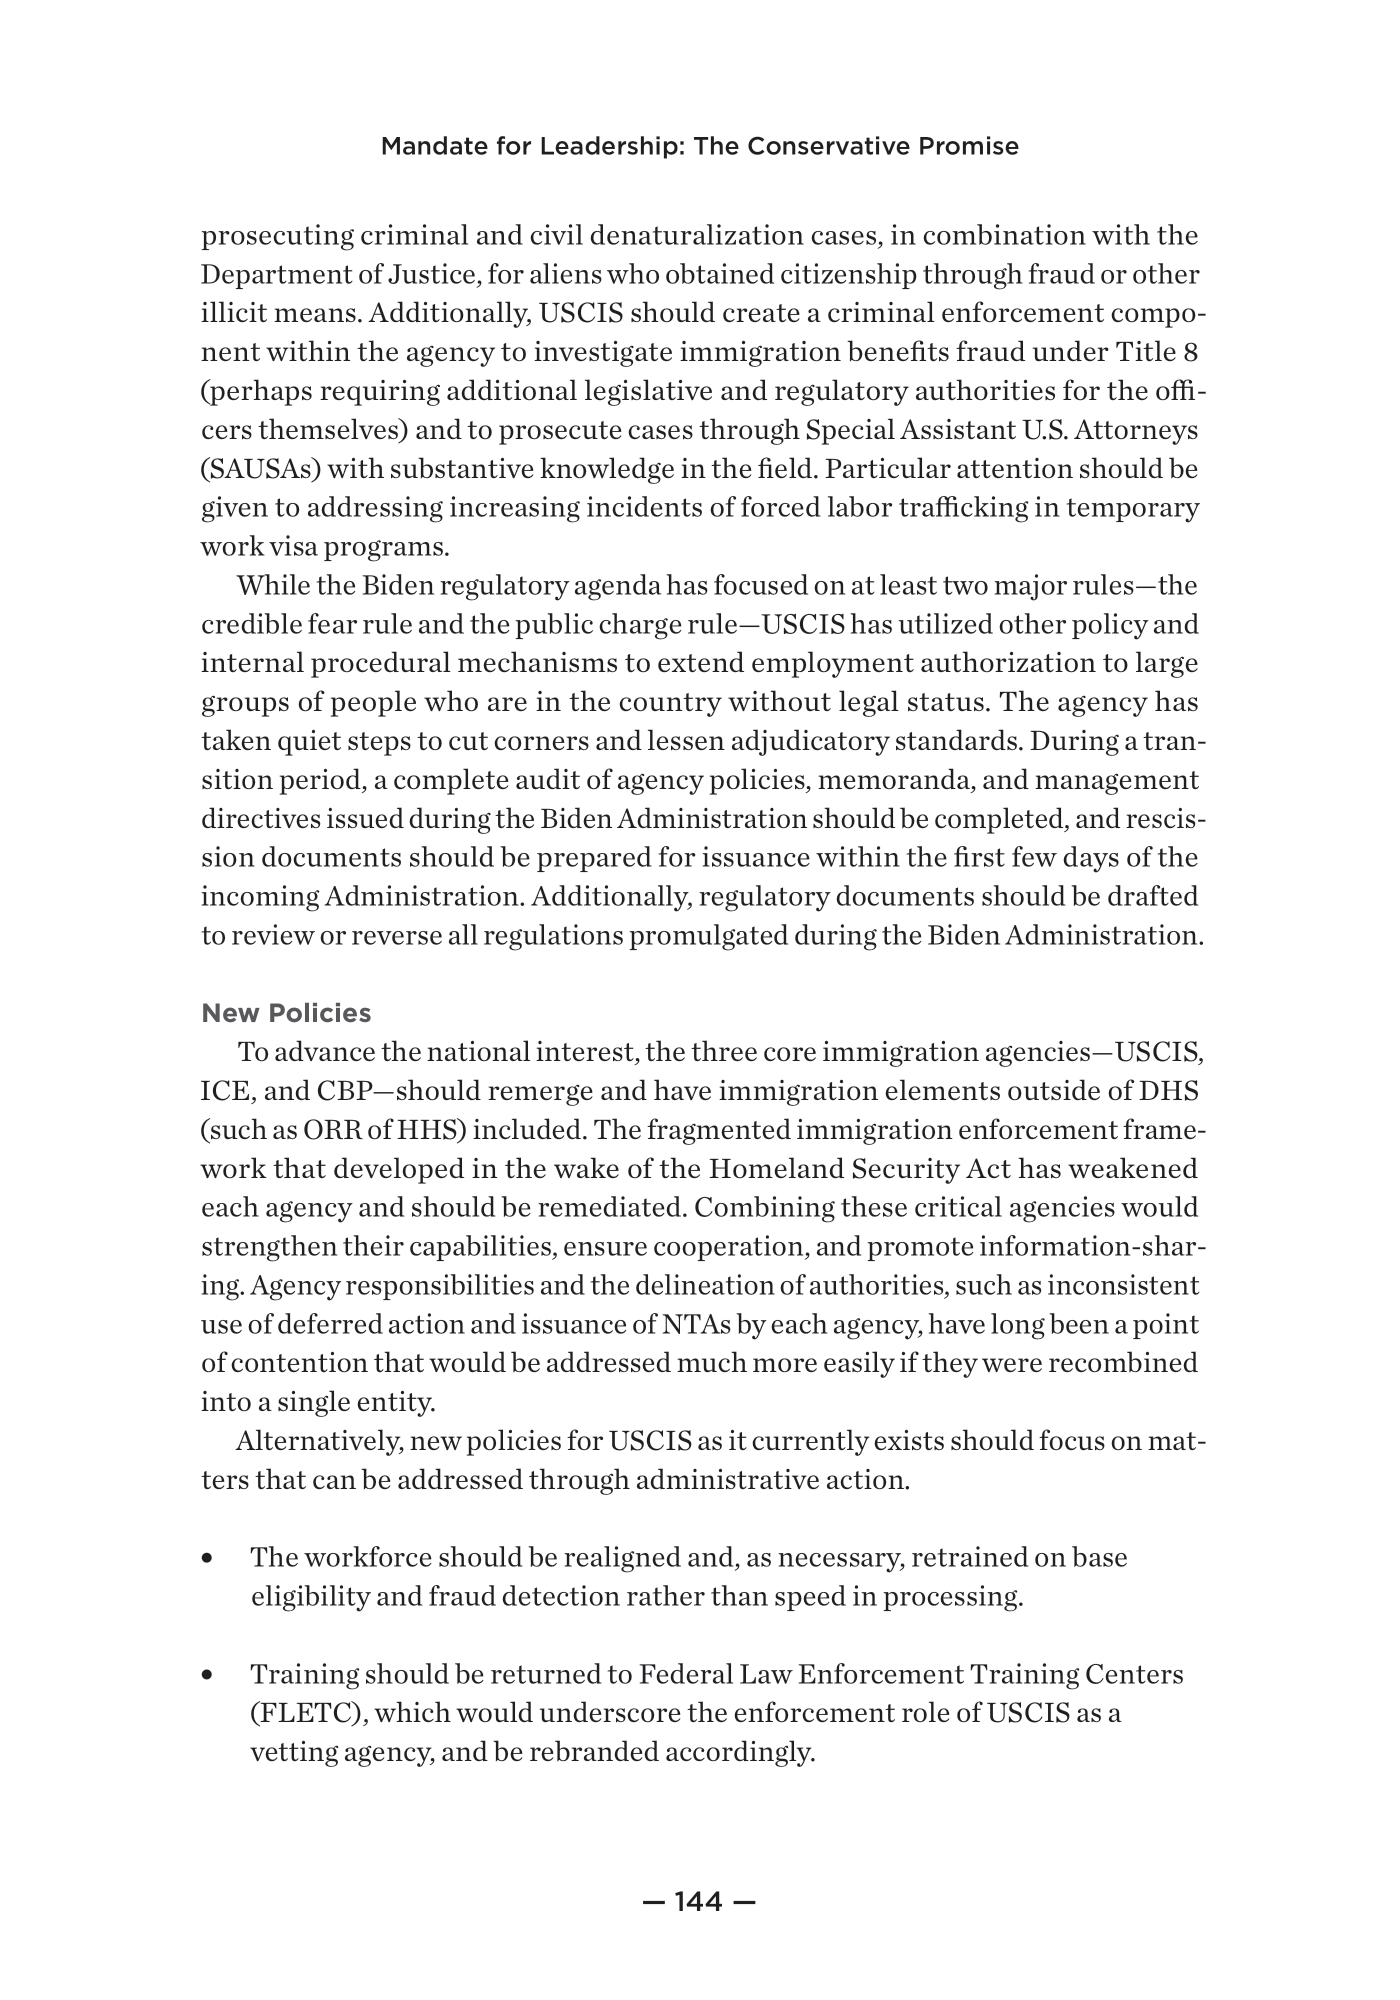 Mandate for Leadership: The Conservative Promise
prosecuting criminal and civil denaturalization cases, in combination with the
Department of Justice, for aliens who obtained citizenship through fraud or other
illicit means. Additionally, USCIS should create a criminal enforcement compo-
nent within the agency to investigate immigration benefits fraud under Title 8
(perhaps requiring additional legislative and regulatory authorities for the offi-
cers themselves) and to prosecute cases through Special Assistant U.S. Attorneys
(SAUSAs) with substantive knowledge in the field. Particular attention should be
given to addressing increasing incidents of forced labor trafficking in temporary
work visa programs.
While the Biden regulatory agenda has focused on at least two major rules—the
credible fear rule and the public charge rule—USCIS has utilized other policy and
internal procedural mechanisms to extend employment authorization to large
groups of people who are in the country without legal status. The agency has
taken quiet steps to cut corners and lessen adjudicatory standards. During a tran-
sition period, a complete audit of agency policies, memoranda, and management
directives issued during the Biden Administration should be completed, and rescis-
sion documents should be prepared for issuance within the first few days of the
incoming Administration. Additionally, regulatory documents should be drafted
to review or reverse all regulations promulgated during the Biden Administration.
New Policies
To advance the national interest, the three core immigration agencies—USCIS,
ICE, and CBP—should remerge and have immigration elements outside of DHS
(such as ORR of HHS) included. The fragmented immigration enforcement frame-
work that developed in the wake of the Homeland Security Act has weakened
each agency and should be remediated. Combining these critical agencies would
strengthen their capabilities, ensure cooperation, and promote information-shar-
ing. Agency responsibilities and the delineation of authorities, such as inconsistent
use of deferred action and issuance of NTAs by each agency, have long been a point
of contention that would be addressed much more easily if they were recombined
into a single entity.
Alternatively, new policies for USCIS as it currently exists should focus on mat-
ters that can be addressed through administrative action.
• The workforce should be realigned and, as necessary, retrained on base
eligibility and fraud detection rather than speed in processing.
• Training should be returned to Federal Law Enforcement Training Centers
(FLETC), which would underscore the enforcement role of USCIS as a
vetting agency, and be rebranded accordingly.
— 144 —